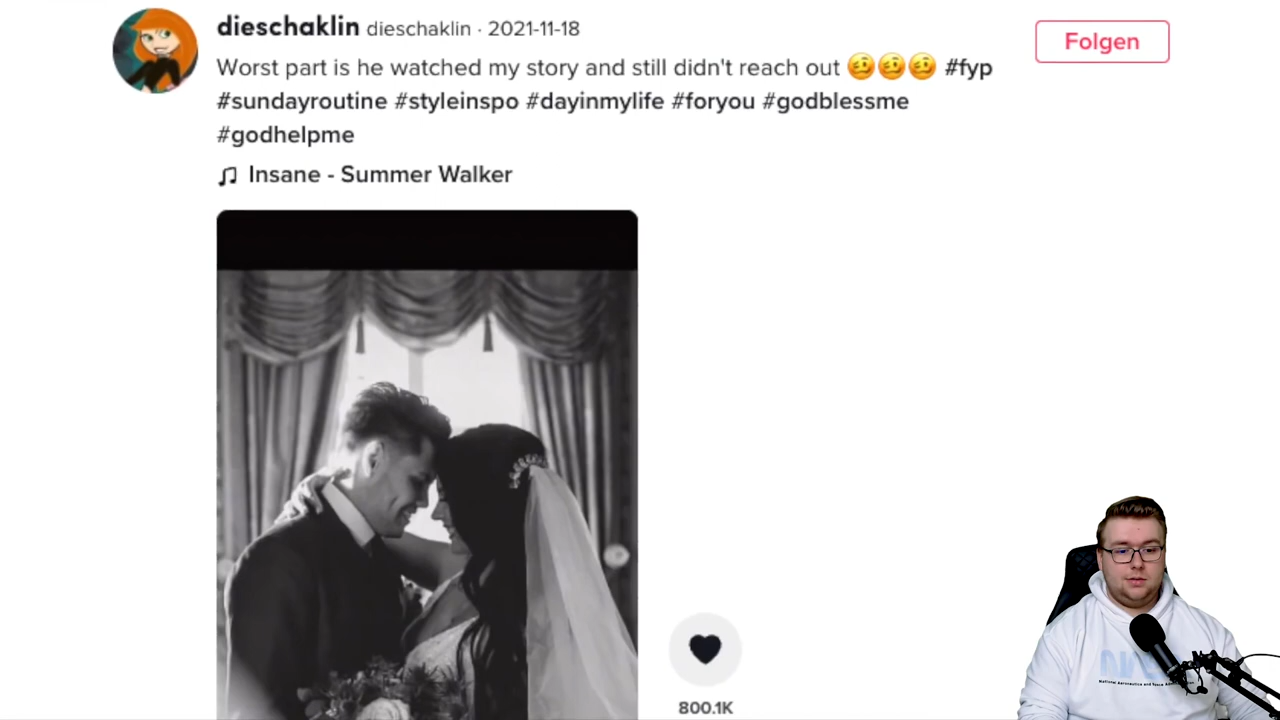 dieschaklin dieschaklin · 2021-11-18
Folgen
Worst part is he watched my story and still didn't reach out 🥴🥴🥴 #fyp
#sundayroutine #styleinspo #dayinmylife #foryou #godblessme
#godhelpme
Insane - Summer Walker
800.1K